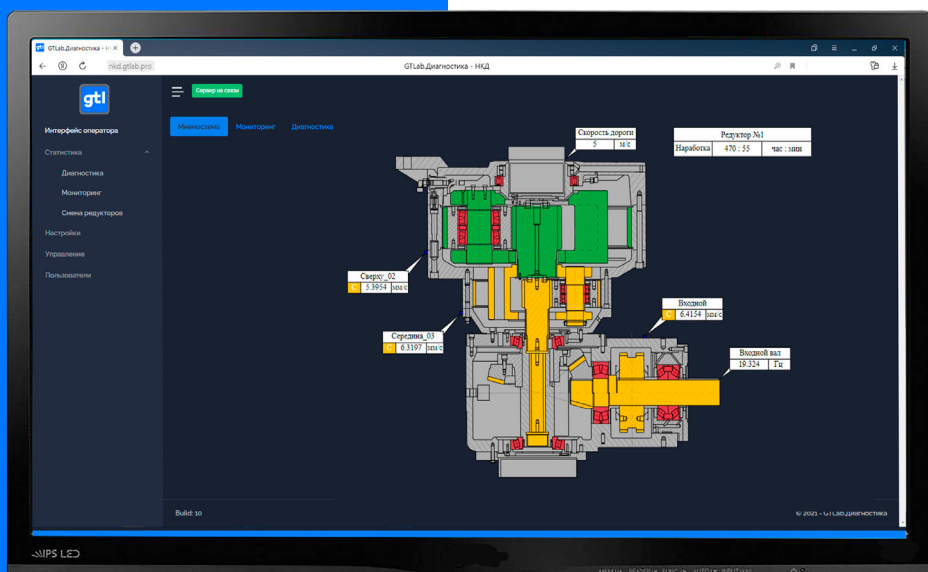 gtl GTLab.Диагностика - Н
nkd.gtlab.pro
GTLab.Диагностика - НКД
gtl
Сервер на связи
Интерфейс оператора
Мнемосхема Мониторинг Диагностика
Статистика
Диагностика
Мониторинг
Смена редукторов
Настройки
Управление
Пользователи
Скорость дороги
5 м/с
Редуктор №1
Наработка 470 : 55 час : мин
Сверху_02
C 5.3954 мм/с
Середина_03
C 6.3197 мм/с
Входной
C 6.4154 мм/с
Входной вал
19.324 Гц
Build: 10
© 2021 - GTLab.Диагностика
IPS LED